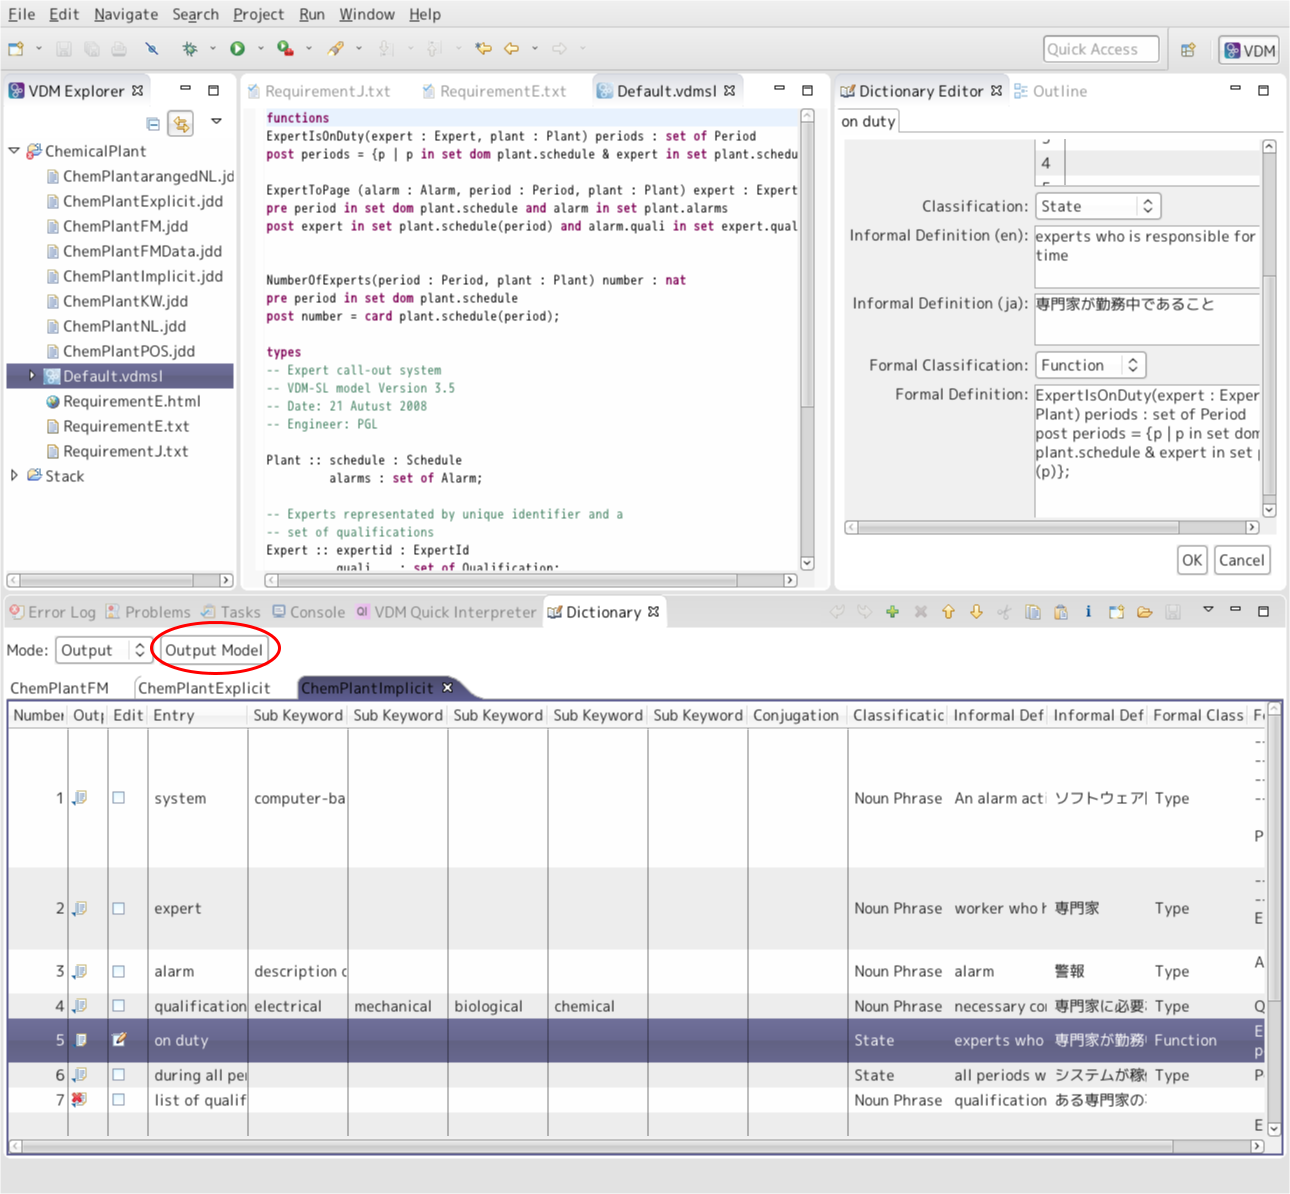 File Edit Navigate Search Project Run Window Help
Quick Access
VDM
VDM Explorer
ChemicalPlant
ChemPlantarangedNL.jd
ChemPlantExplicit.jdd
ChemPlantFM.jdd
ChemPlantFMData.jdd
ChemPlantImplicit.jdd
ChemPlantKW.jdd
ChemPlantNL.jdd
ChemPlantPOS.jdd
Default.vdmsl
RequirementE.html
RequirementE.txt
RequirementJ.txt
Stack
RequirementJ.txt RequirementE.txt Default.vdmsl
functions
ExpertIsOnDuty(expert : Expert, plant : Plant) periods : set of Period
post periods = {p | p in set dom plant.schedule & expert in set plant.schedu
ExpertToPage (alarm : Alarm, period : Period, plant : Plant) expert : Expert
pre period in set dom plant.schedule and alarm in set plant.alarms
post expert in set plant.schedule(period) and alarm.quali in set expert.qual
NumberOfExperts(period : Period, plant : Plant) number : nat
pre period in set dom plant.schedule
post number = card plant.schedule(period);
types
-- Expert call-out system
-- VDM-SL model Version 3.5
-- Date: 21 Autust 2008
-- Engineer: PGL
Plant :: schedule : Schedule
alarms : set of Alarm;
-- Experts representated by unique identifier and a
-- set of qualifications
Expert :: expertid : ExpertId
quali : set of Qualification;
Dictionary Editor Outline
on duty
4
Classification: State
Informal Definition (en): experts who is responsible for
time
Informal Definition (ja): 専門家が勤務中であること
Formal Classification: Function
Formal Definition: ExpertIsOnDuty(expert : Exper
Plant) periods : set of Period
post periods = {p | p in set dom
plant.schedule & expert in set p
(p)};
OK Cancel
Error Log Problems Tasks Console QI VDM Quick Interpreter Dictionary
Mode: Output Output Model
ChemPlantFM ChemPlantExplicit ChemPlantImplicit
Number Outp Edit Entry Sub Keyword Sub Keyword Sub Keyword Sub Keyword Sub Keyword Conjugation Classificatic Informal Def Informal Def Formal Class F
1 system computer-ba Noun Phrase An alarm acti ソフトウェア Type
P
2 expert Noun Phrase worker who h 専門家 Type
E
3 alarm description c Noun Phrase alarm 警報 Type A
4 qualification electrical mechanical biological chemical Noun Phrase necessary cor 専門家に必要 Type Q
5 on duty State experts who 専門家が勤務 Function E
p
6 during all per State all periods w システムが稼 Type P
7 list of qualif Noun Phrase qualification ある専門家の
E